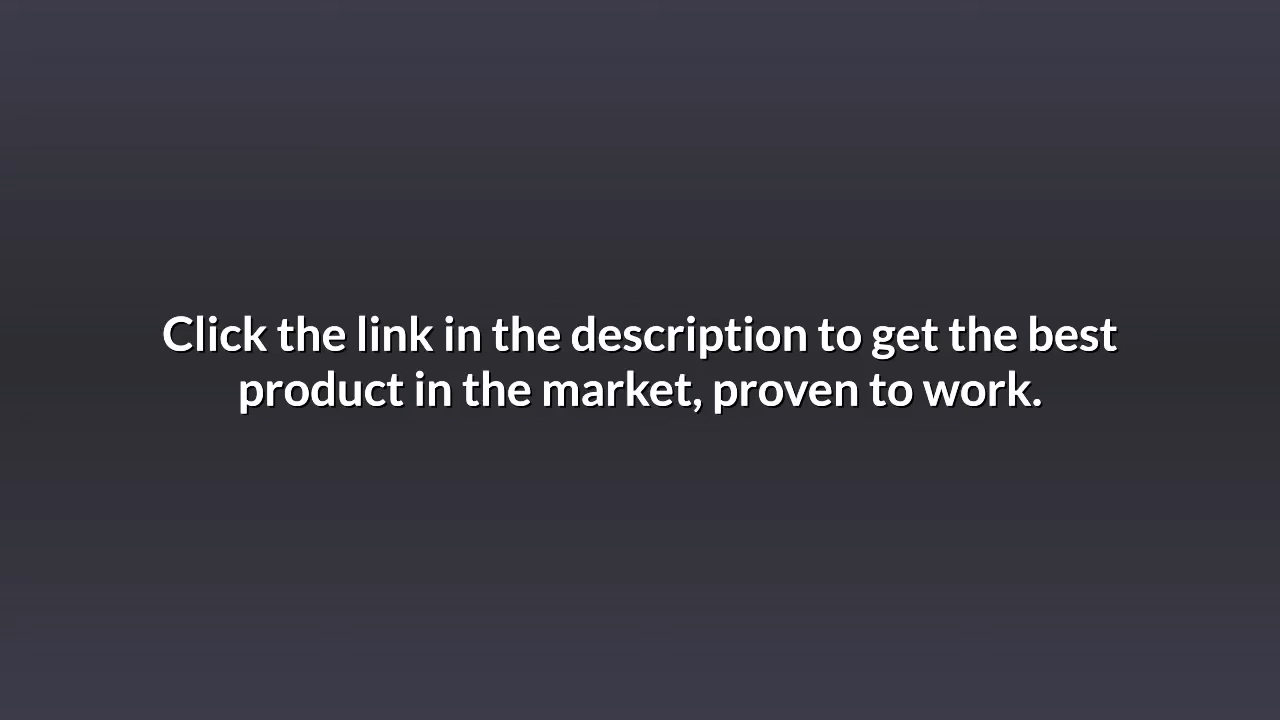 Click the link in the description to get the best
product in the market, proven to work.